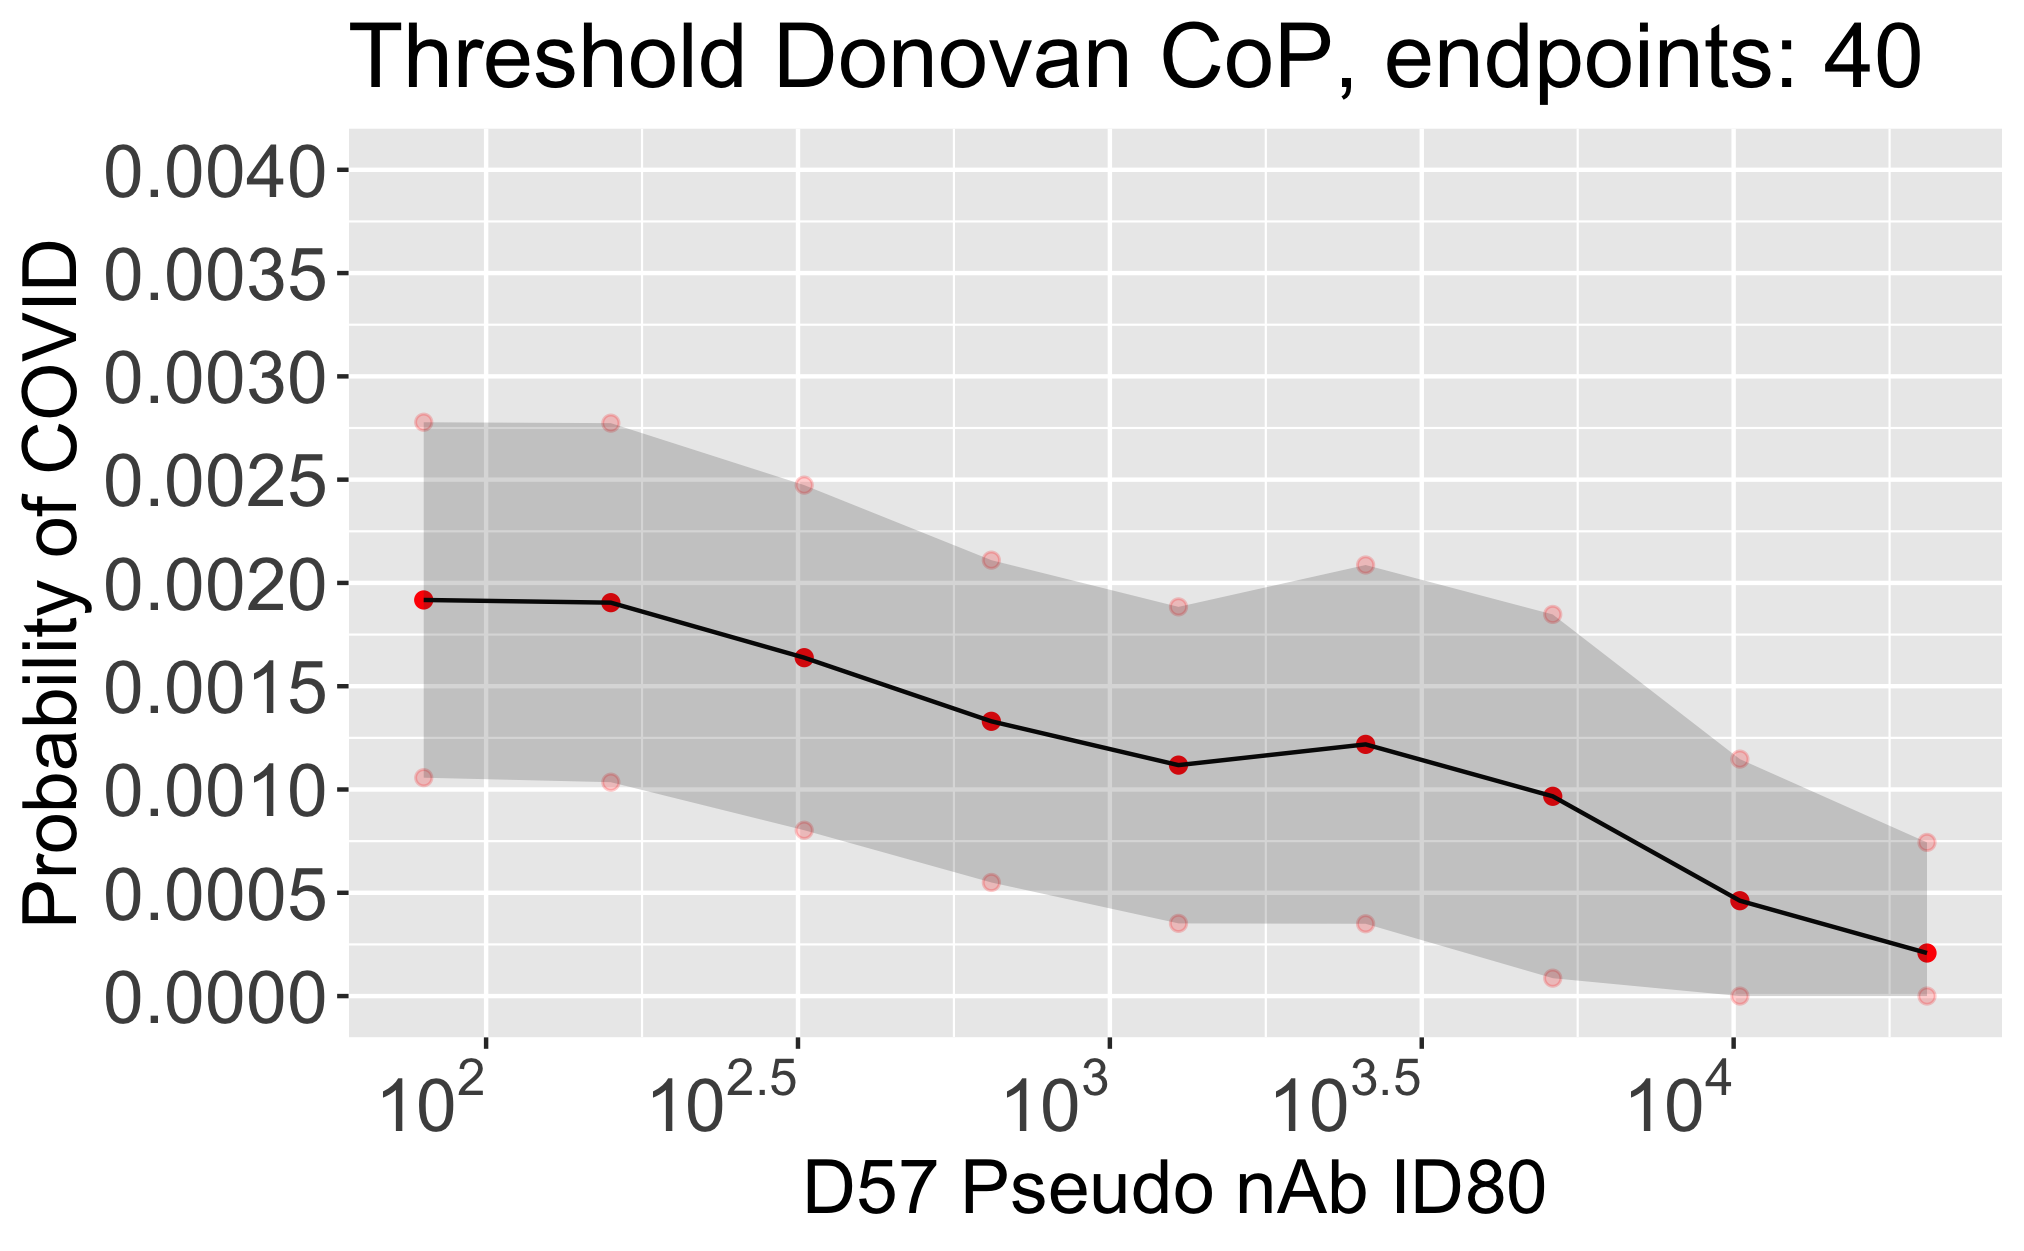 Threshold Donovan CoP, endpoints: 40
Probability of COVID
0.0040
0.0035
0.0030
0.0025
0.0020
0.0015
0.0010
0.0005
0.0000
10^2 10^2.5 10^3 10^3.5 10^4
D57 Pseudo nAb ID80